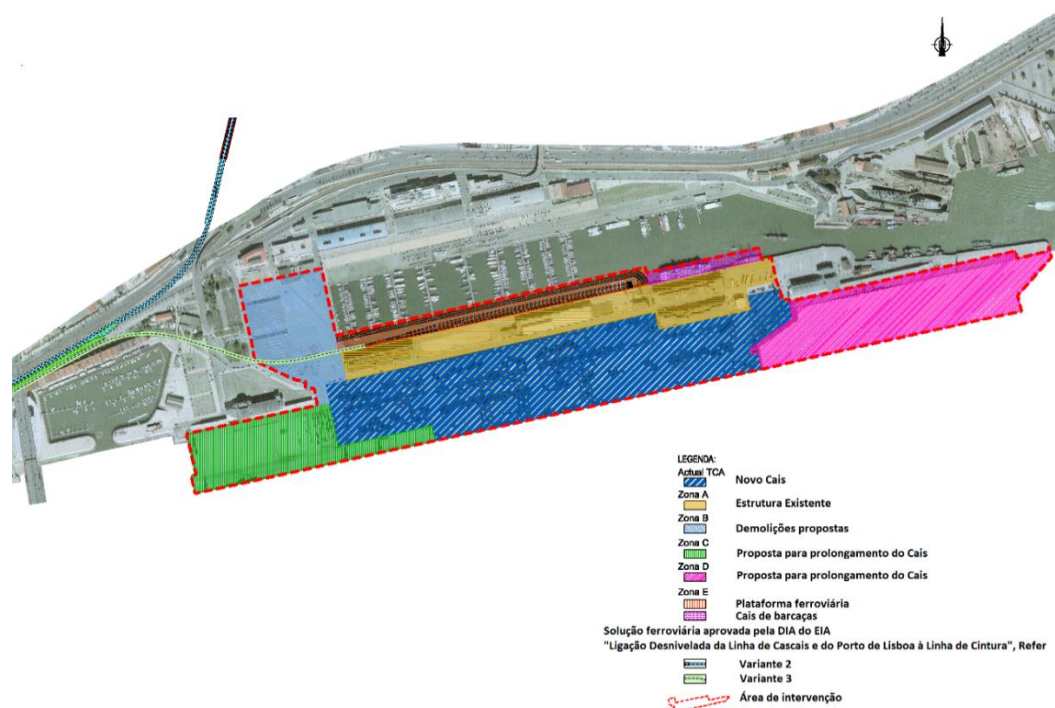 LEGENDA:
Actual TCA
Novo Cais
Zona A
Estrutura Existente
Zona B
Demolições propostas
Zona C
Proposta para prolongamento do Cais
Zona D
Proposta para prolongamento do Cais
Zona E
Plataforma ferroviária
Cais de barcaças
Solução ferroviária aprovada pela DIA do EIA
"Ligação Desnivelada da Linha de Cascais e do Porto de Lisboa à Linha de Cintura", Refer
Variante 2
Variante 3
Área de intervenção